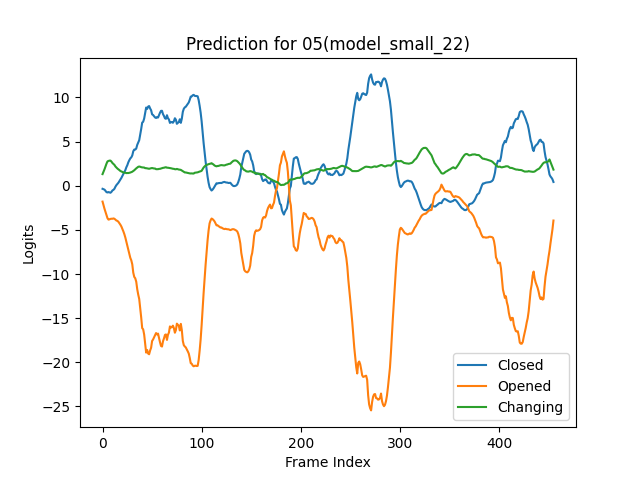 Prediction for 05(model_small_22)
Logits
10
5
0
−5
−10
−15
−20
−25
0 100 200 300 400
Frame Index
Closed
Opened
Changing